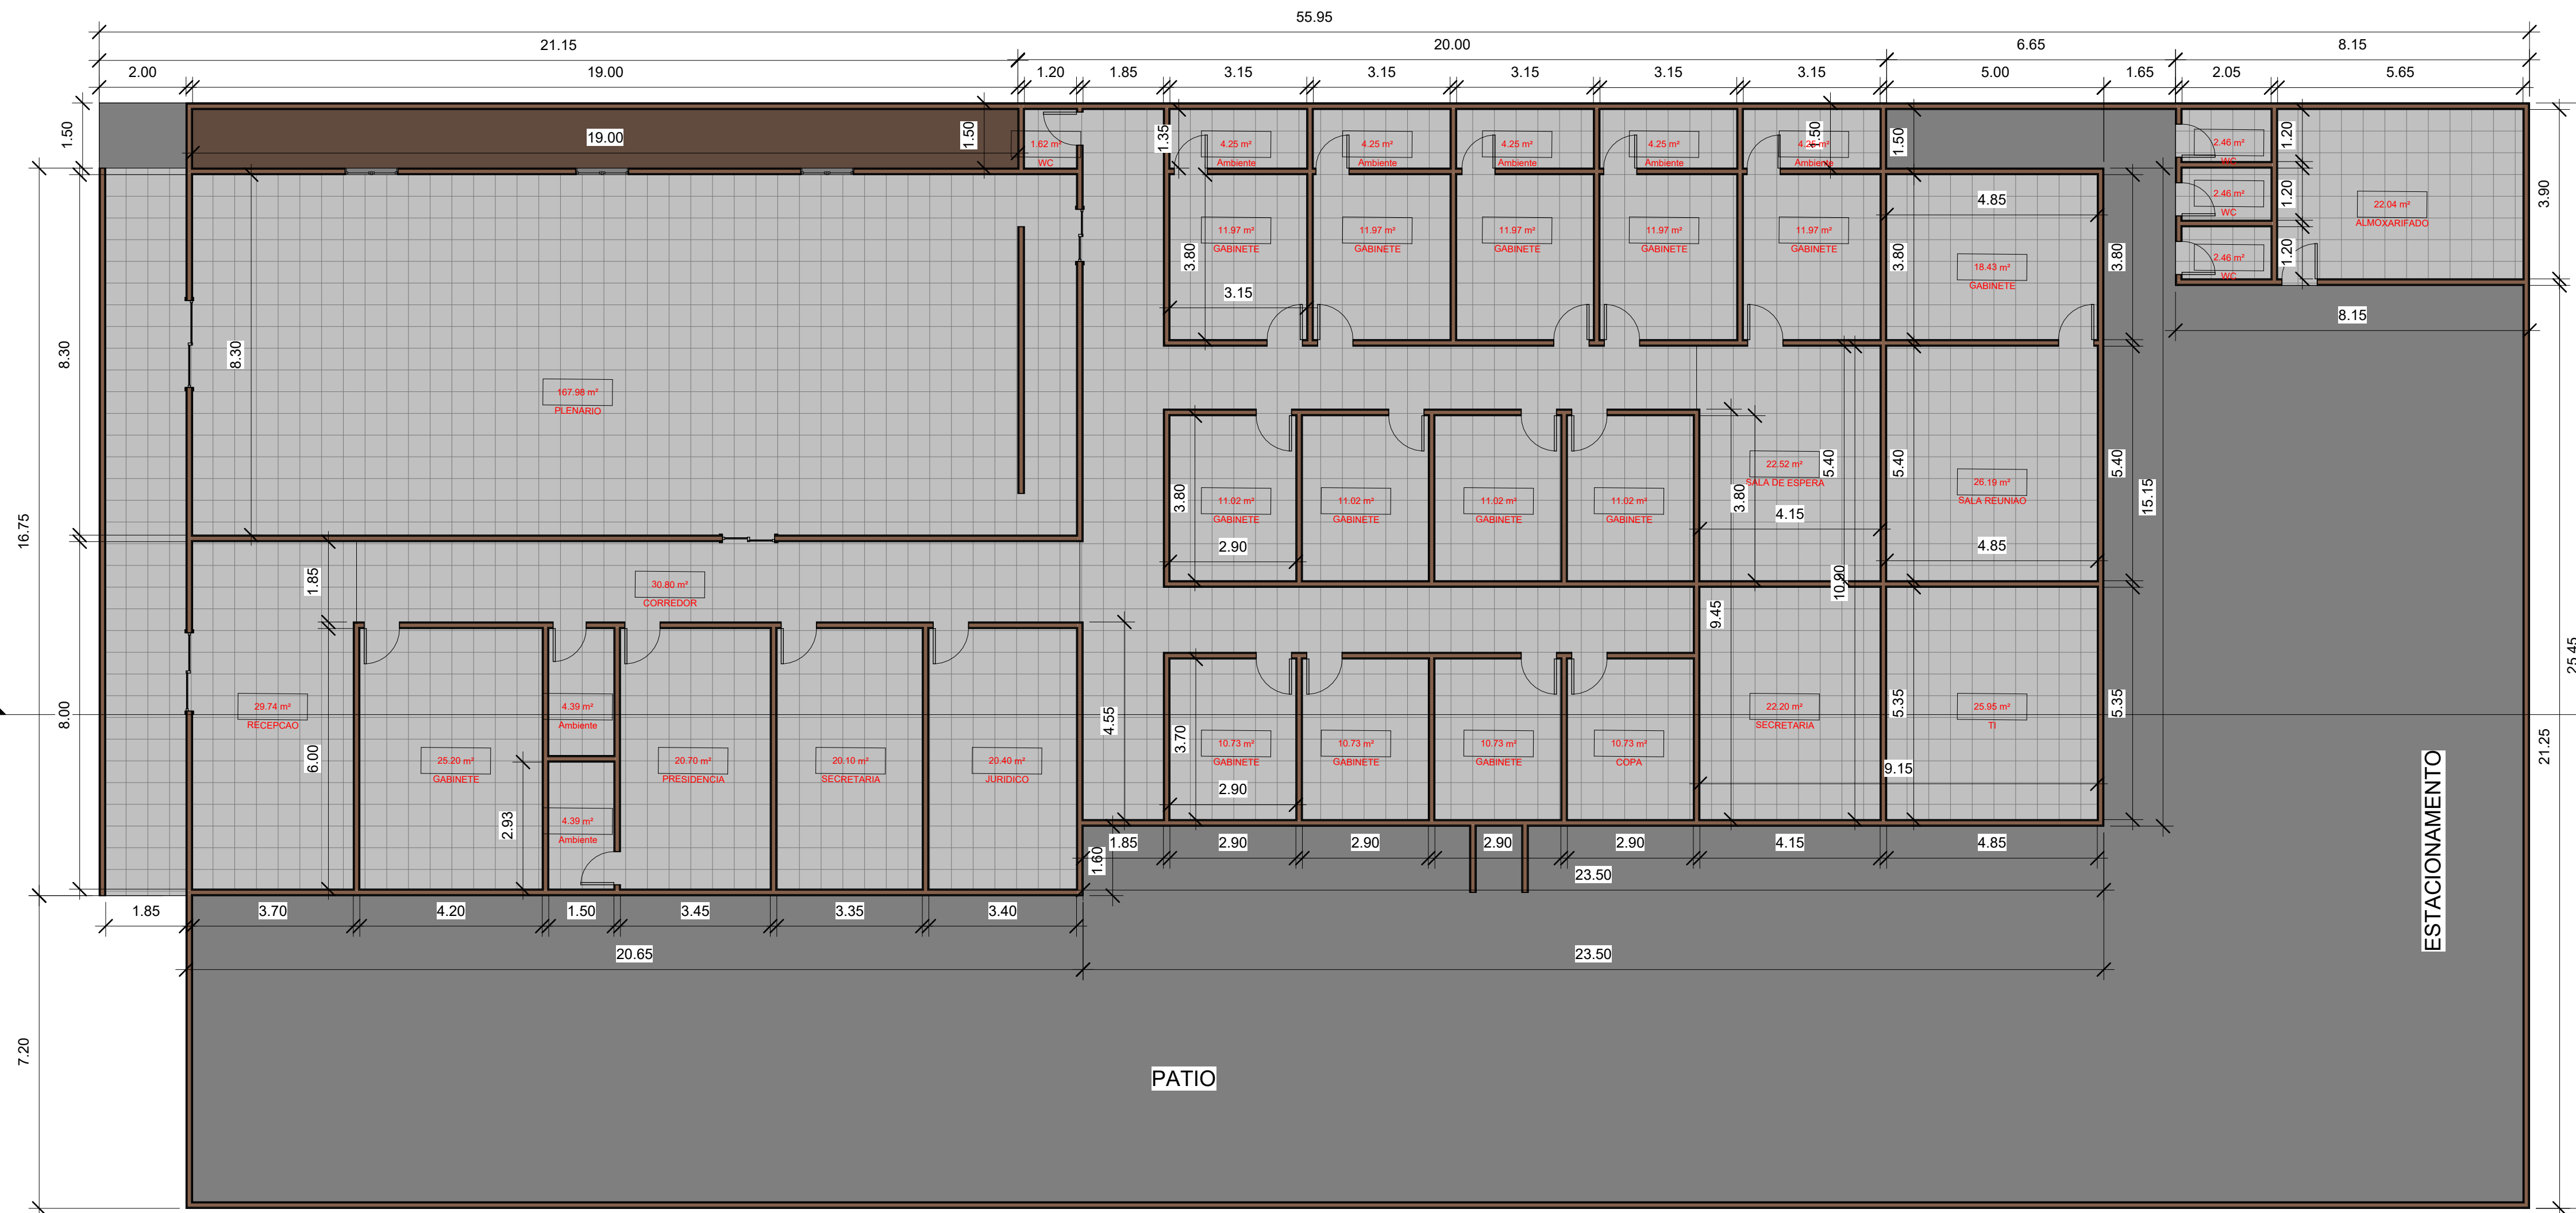 55.95
21.15 20.00 6.65 8.15
2.00 19.00 1.20 1.85 3.15 3.15 3.15 3.15 3.15 5.00 1.65 2.05 5.65
1.50 19.00 1.50 1.35 1.50 1.50 1.20
1.62 m² 4.25 m² 4.25 m² 4.25 m² 4.25 m² 4.25 m² 2.46 m²
WC Ambiente Ambiente Ambiente Ambiente Ambiente WC
4.85 2.46 m² 1.20 22.04 m² 3.90
WC ALMOXARIFADO
11.97 m² 11.97 m² 11.97 m² 11.97 m² 11.97 m²
GABINETE GABINETE GABINETE GABINETE GABINETE
3.80 3.80 3.80 2.46 m² 1.20
WC
18.43 m²
GABINETE
3.15
8.15
8.30 8.30
167.98 m²
PLENARIO
22.52 m² 5.40 5.40 5.40
SALA DE ESPERA
26.19 m²
SALA REUNIAO
3.80 11.02 m² 11.02 m² 11.02 m² 11.02 m² 3.80 15.15
GABINETE GABINETE GABINETE GABINETE
4.15
16.75
2.90 4.85
1.85 30.80 m² 10.90
CORREDOR
9.45
25.45
8.00 29.74 m² 4.39 m² 4.55 22.20 m² 5.35 25.95 m² 5.35
RECEPCAO Ambiente SECRETARIA TI
3.70 10.73 m² 10.73 m² 10.73 m² 10.73 m² 21.25
GABINETE GABINETE GABINETE COPA
6.00 25.20 m² 20.70 m² 20.10 m² 20.40 m² 9.15
GABINETE PRESIDENCIA SECRETARIA JURIDICO
2.90
2.93 4.39 m²
Ambiente
ESTACIONAMENTO
1.60 1.85 2.90 2.90 2.90 2.90 4.15 4.85
23.50
1.85 3.70 4.20 1.50 3.45 3.35 3.40
20.65 23.50
7.20
PATIO